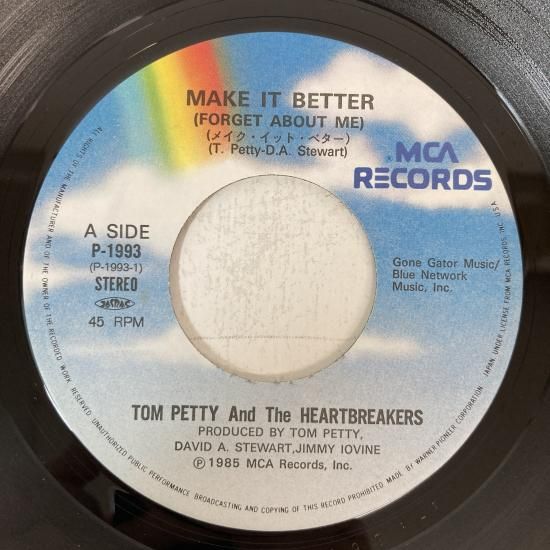 MAKE IT BETTER
(FORGET ABOUT ME)
(メイク・イット・ベター)
(T. Petty-D.A. Stewart)
MCA
RECORDS
A SIDE
P-1993
(P-1993-1)
STEREO
JASRAC
45 RPM
Gone Gator Music/
Blue Network
Music, Inc.
TOM PETTY And The HEARTBREAKERS
PRODUCED BY TOM PETTY,
DAVID A. STEWART,JIMMY IOVINE
Ⓟ1985 MCA Records, Inc.
ALL RIGHTS OF THE MANUFACTURER AND OF THE OWNER OF THE RECORDED WORK RESERVED UNAUTHORIZED PUBLIC PERFORMANCE BROADCASTING AND COPYING OF THIS RECORD PROHIBITED. MADE BY WARNER-PIONEER CORPORATION JAPAN. UNDER LICENSE FROM MCA RECORDS, INC. U.S.A.